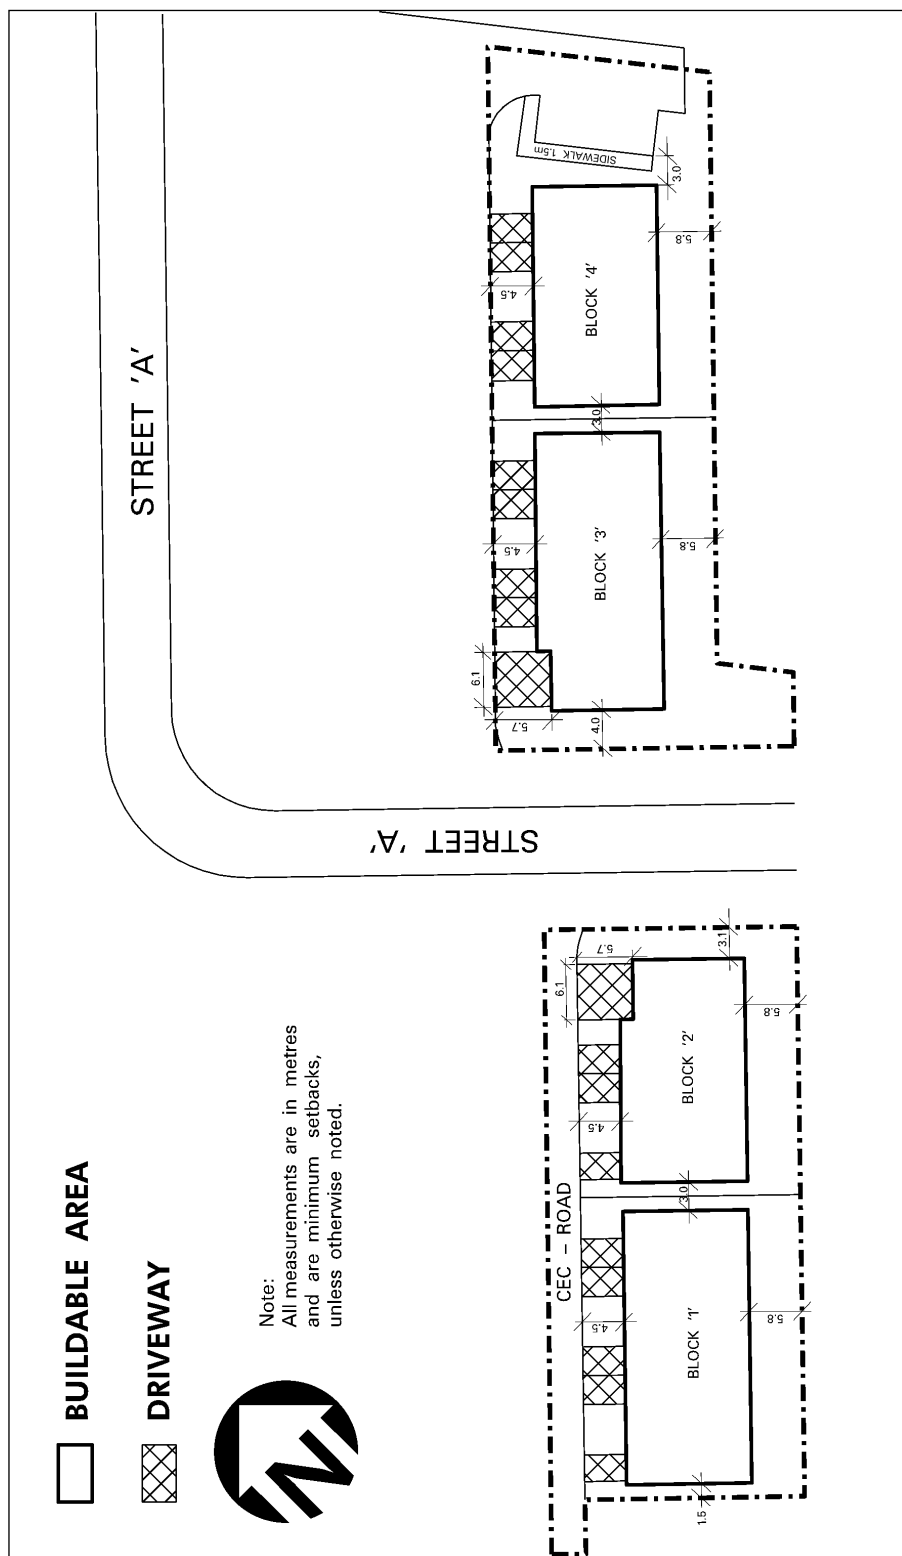 STREET 'A'
SIDEWALK 1.5m
3.0
4.5
BLOCK '4'
5.8
3.0
4.5
BLOCK '3'
5.8
6.1
5.7
4.0
STREET 'A'
5.7
3.1
6.1
BLOCK '2'
5.8
4.5
3.0
CEC - ROAD
4.5
BLOCK '1'
5.8
1.5
BUILDABLE AREA
DRIVEWAY
Note:
All measurements are in metres
and are minimum setbacks,
unless otherwise noted.
N